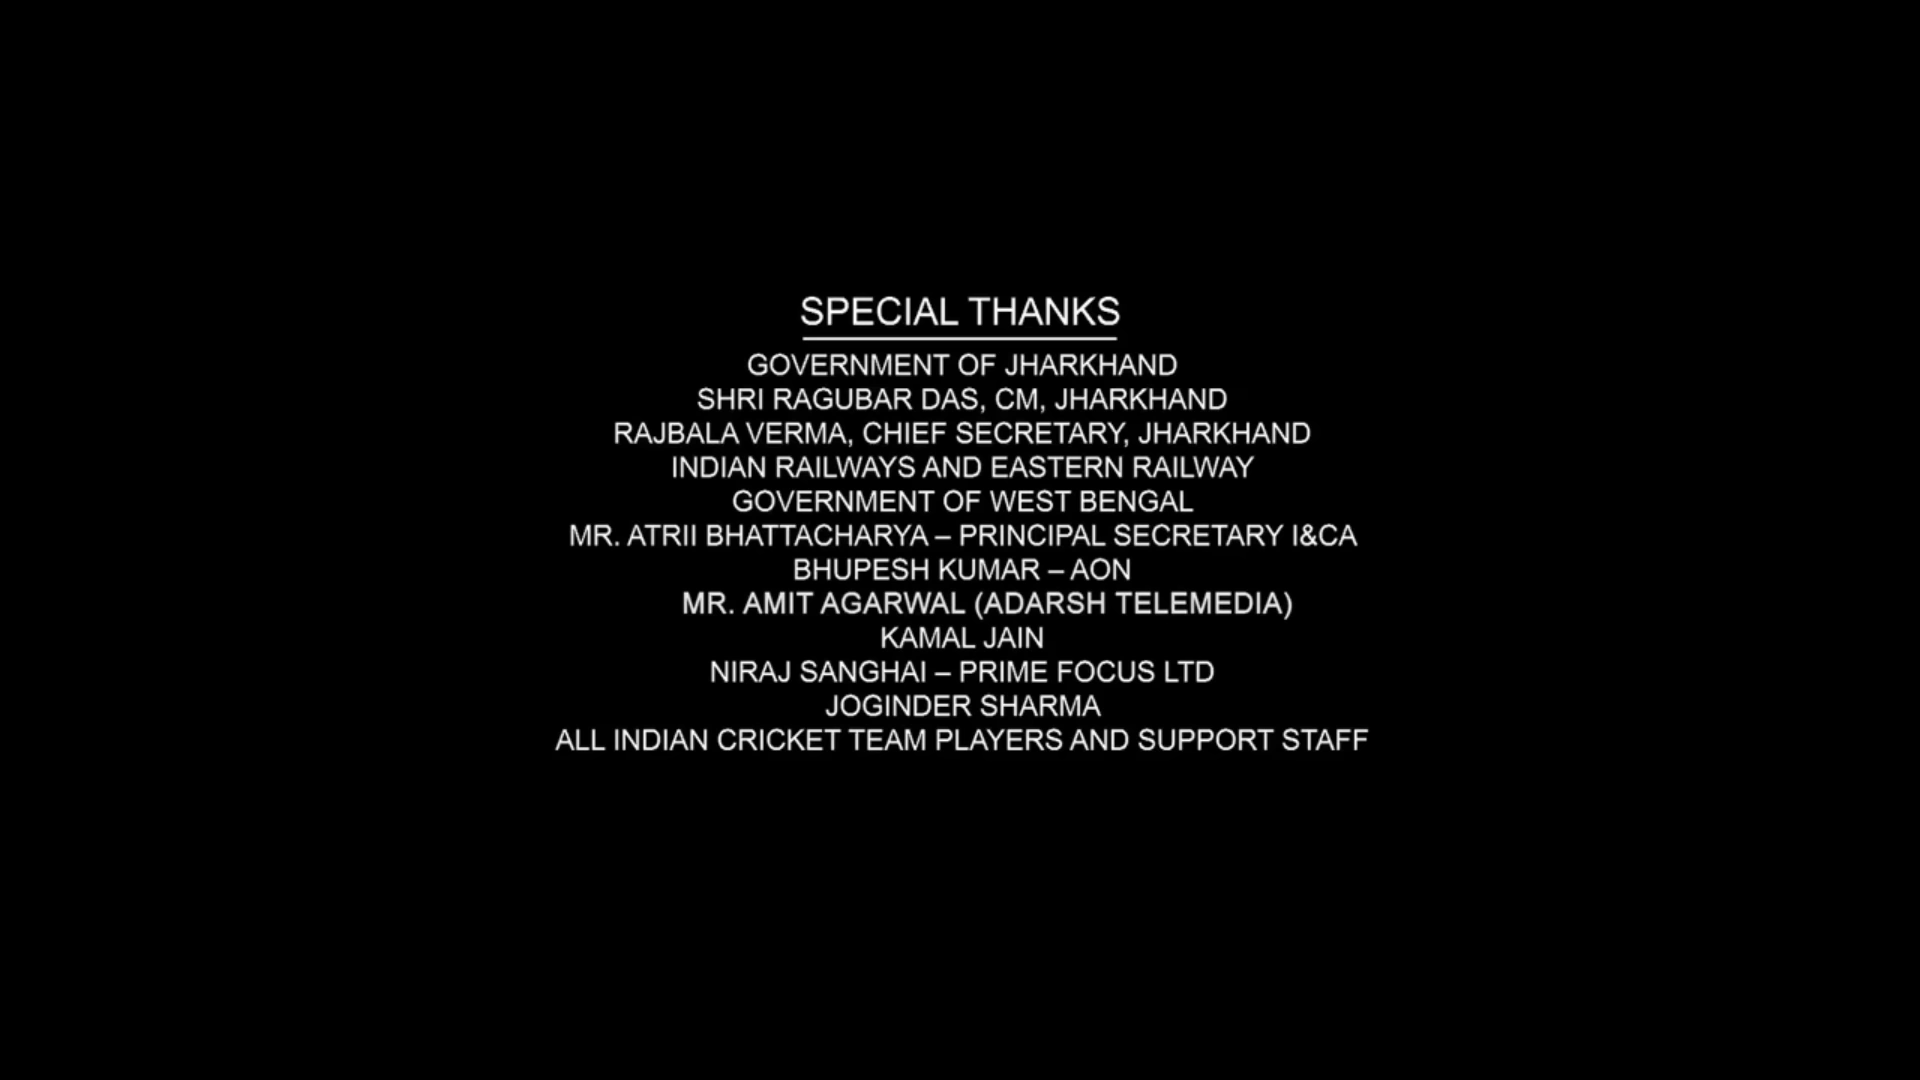 SPECIAL THANKS
GOVERNMENT OF JHARKHAND
SHRI RAGUBAR DAS, CM, JHARKHAND
RAJBALA VERMA, CHIEF SECRETARY, JHARKHAND
INDIAN RAILWAYS AND EASTERN RAILWAY
GOVERNMENT OF WEST BENGAL
MR. ATRII BHATTACHARYA – PRINCIPAL SECRETARY I&CA
BHUPESH KUMAR – AON
MR. AMIT AGARWAL (ADARSH TELEMEDIA)
KAMAL JAIN
NIRAJ SANGHAI – PRIME FOCUS LTD
JOGINDER SHARMA
ALL INDIAN CRICKET TEAM PLAYERS AND SUPPORT STAFF